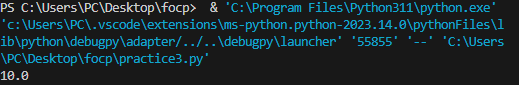 PS C:\Users\PC\Desktop\focp>  & 'C:\Program Files\Python311\python.exe'
'c:\Users\PC\.vscode\extensions\ms-python.python-2023.14.0\pythonFiles\l
ib\python\debugpy\adapter/../..\debugpy\launcher' '55855' '--' 'C:\Users
\PC\Desktop\focp\practice3.py'
10.0